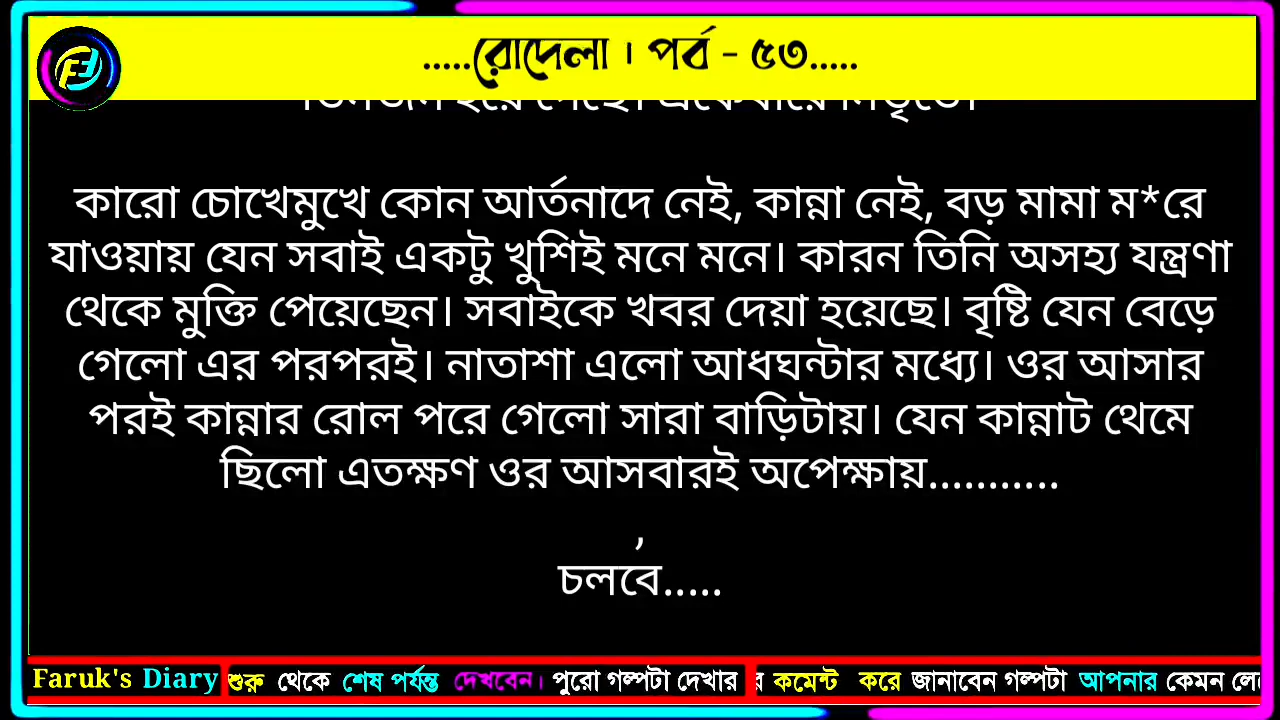 .....রোদেলা । পর্ব - ৫৩.....
কারো চোখেমুখে কোন আর্তনাদে নেই, কান্না নেই, বড় মামা ম*রে
যাওয়ায় যেন সবাই একটু খুশিই মনে মনে। কারন তিনি অসহ্য যন্ত্রণা
থেকে মুক্তি পেয়েছেন। সবাইকে খবর দেয়া হয়েছে। বৃষ্টি যেন বেড়ে
গেলো এর পরপরই। নাতাশা এলো আধঘন্টার মধ্যে। ওর আসার
পরই কান্নার রোল পরে গেলো সারা বাড়িটায়। যেন কান্নাট থেমে
ছিলো এতক্ষণ ওর আসবারই অপেক্ষায়...........
,
চলবে.....
Faruk's Diary শুরু থেকে শেষ পর্যন্ত দেখবেন। পুরো গল্পটা দেখার কমেন্ট করে জানাবেন গল্পটা আপনার কেমন